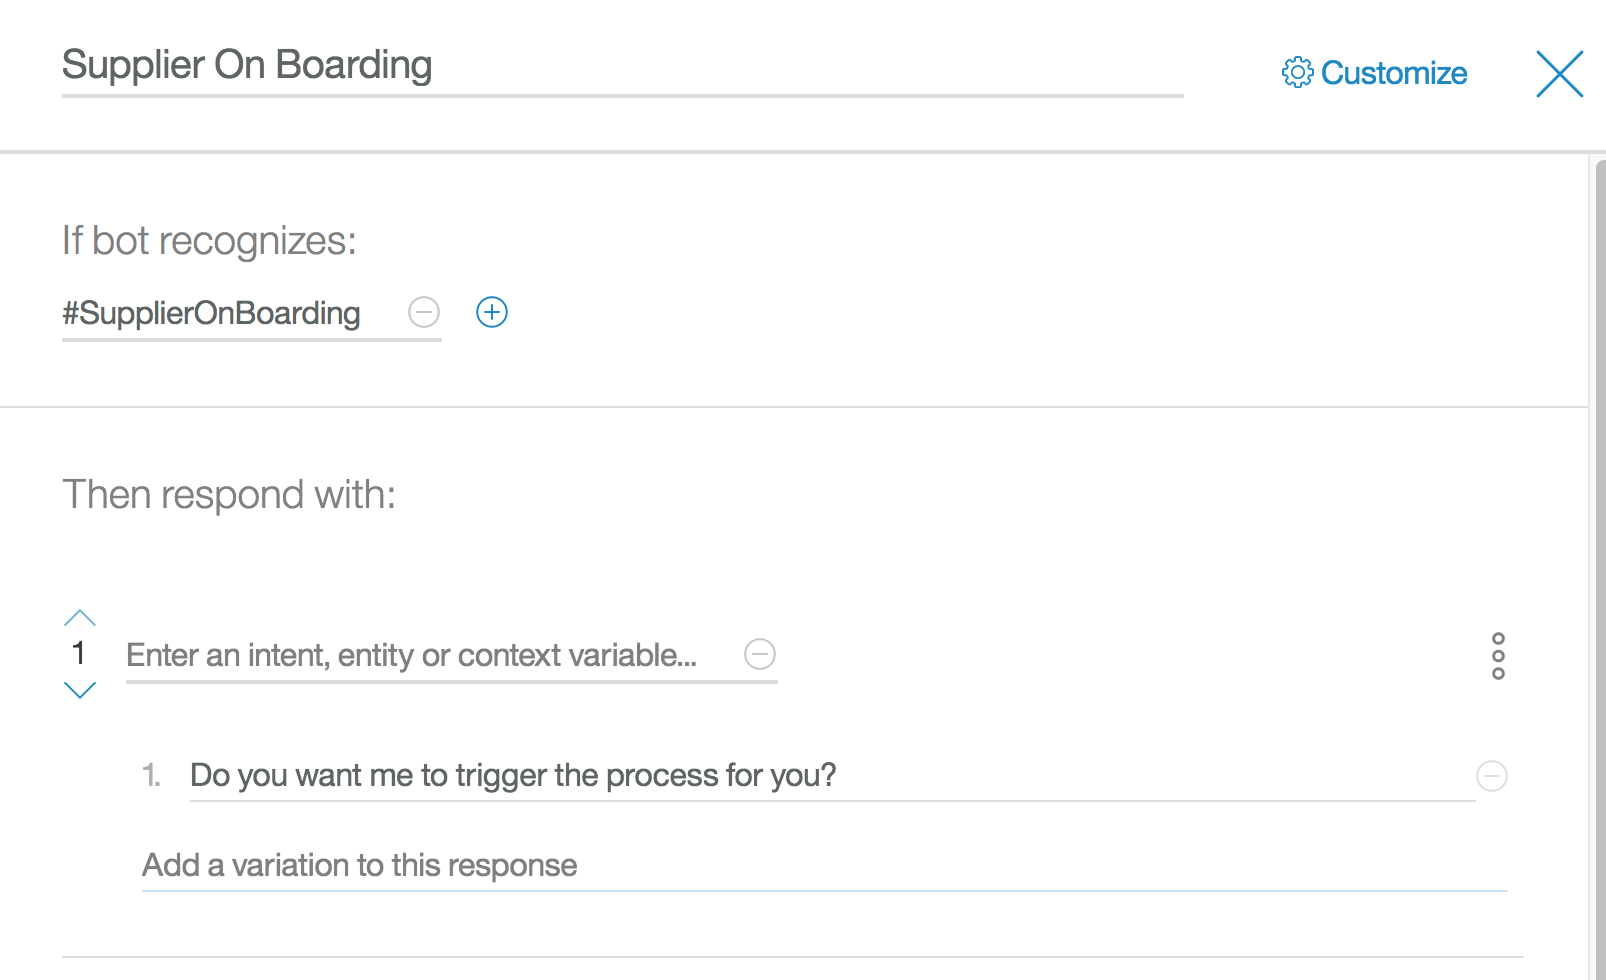 Supplier On Boarding
Customize
If bot recognizes:
#SupplierOnBoarding
Then respond with:
1
Enter an intent, entity or context variable...
1. Do you want me to trigger the process for you?
Add a variation to this response